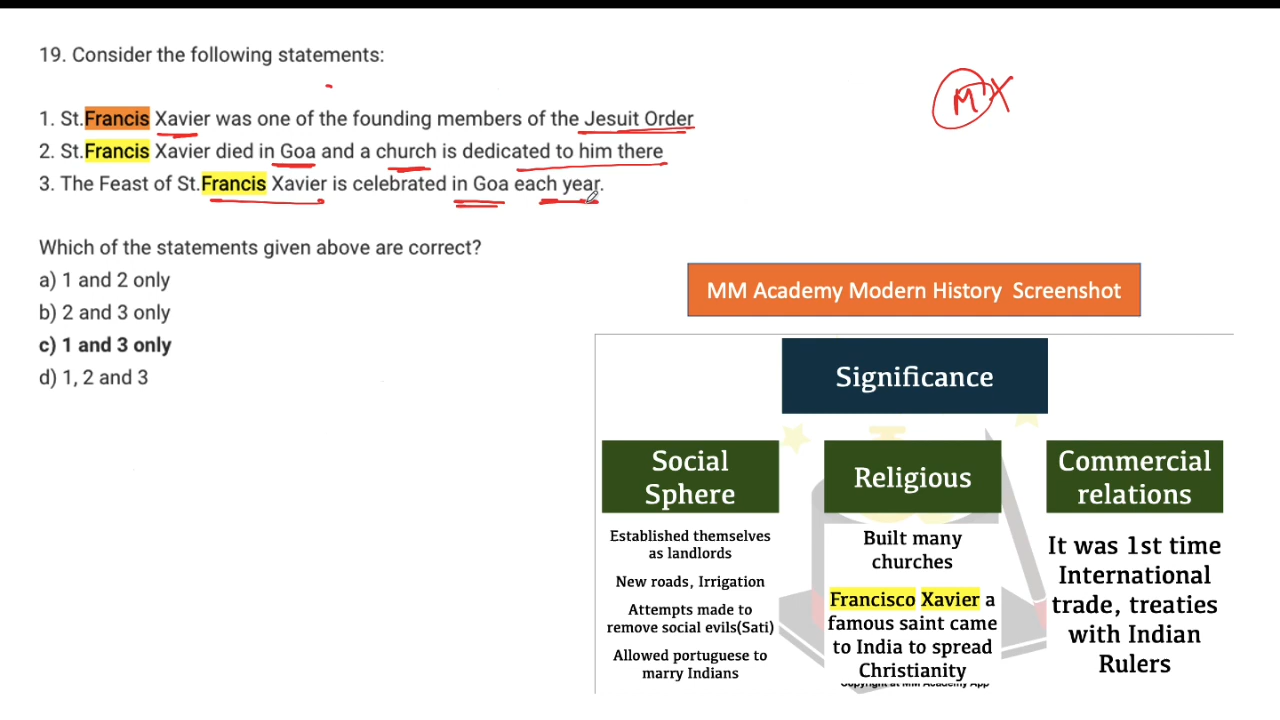 19. Consider the following statements:
1. St.Francis Xavier was one of the founding members of the Jesuit Order
2. St.Francis Xavier died in Goa and a church is dedicated to him there
3. The Feast of St.Francis Xavier is celebrated in Goa each year.
Which of the statements given above are correct?
a) 1 and 2 only
b) 2 and 3 only
c) 1 and 3 only
d) 1, 2 and 3
MM Academy Modern History Screenshot
Significance
Social
Sphere
Established themselves
as landlords
New roads, Irrigation
Attempts made to
remove social evils(Sati)
Allowed portuguese to
marry Indians
Religious
Built many
churches
Francisco Xavier a
famous saint came
to India to spread
Christianity
Copyright at MM Academy App
Commercial
relations
It was 1st time
International
trade, treaties
with Indian
Rulers